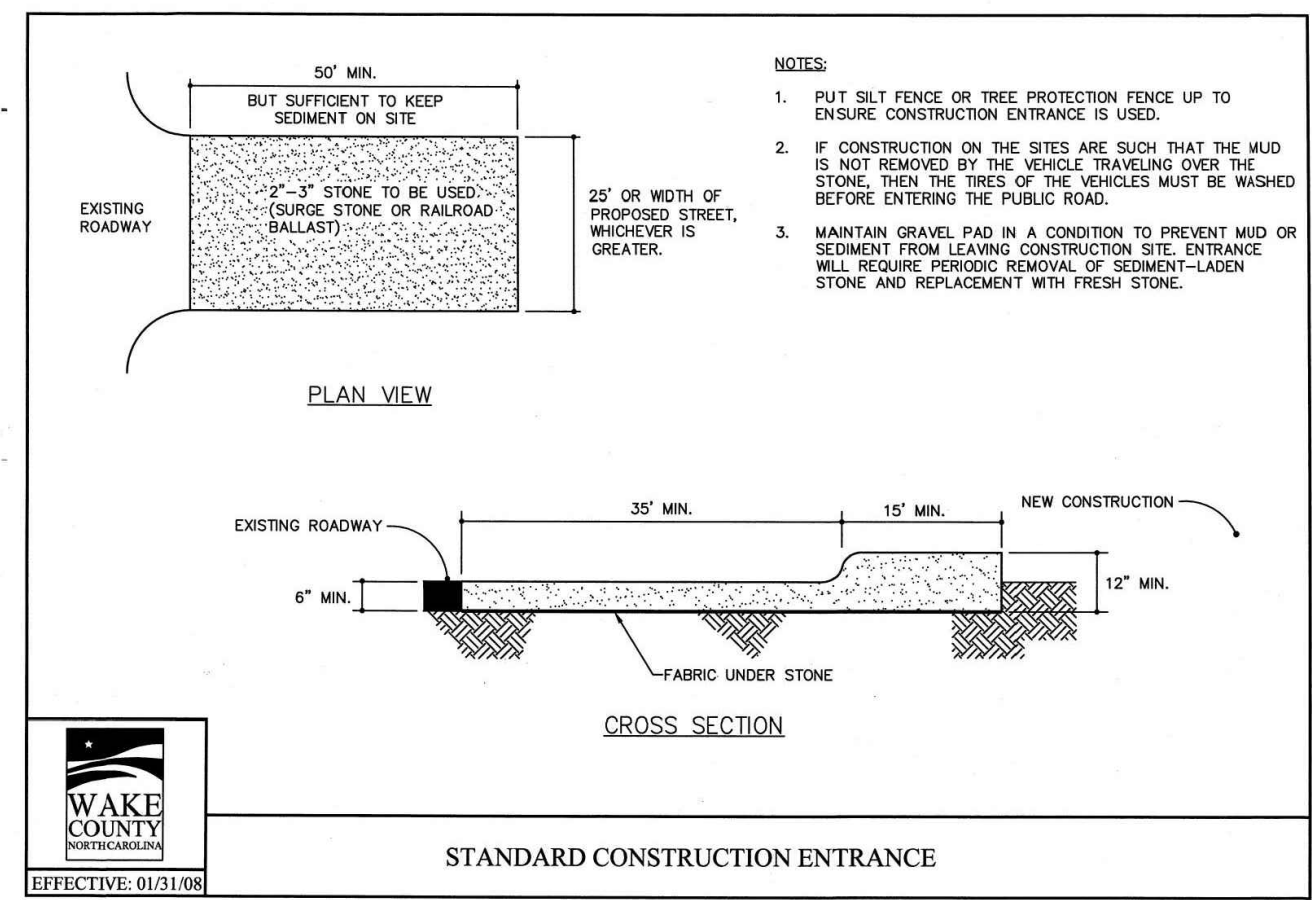 50' MIN.
BUT SUFFICIENT TO KEEP
SEDIMENT ON SITE
EXISTING
ROADWAY
2"-3" STONE TO BE USED.
(SURGE STONE OR RAILROAD
BALLAST)
25' OR WIDTH OF
PROPOSED STREET,
WHICHEVER IS
GREATER.
PLAN VIEW
NOTES:
1. PUT SILT FENCE OR TREE PROTECTION FENCE UP TO
ENSURE CONSTRUCTION ENTRANCE IS USED.
2. IF CONSTRUCTION ON THE SITES ARE SUCH THAT THE MUD
IS NOT REMOVED BY THE VEHICLE TRAVELING OVER THE
STONE, THEN THE TIRES OF THE VEHICLES MUST BE WASHED
BEFORE ENTERING THE PUBLIC ROAD.
3. MAINTAIN GRAVEL PAD IN A CONDITION TO PREVENT MUD OR
SEDIMENT FROM LEAVING CONSTRUCTION SITE. ENTRANCE
WILL REQUIRE PERIODIC REMOVAL OF SEDIMENT-LADEN
STONE AND REPLACEMENT WITH FRESH STONE.
EXISTING ROADWAY
35' MIN.
15' MIN.
NEW CONSTRUCTION
6" MIN.
12" MIN.
FABRIC UNDER STONE
CROSS SECTION
WAKE
COUNTY
NORTH CAROLINA
EFFECTIVE: 01/31/08
STANDARD CONSTRUCTION ENTRANCE